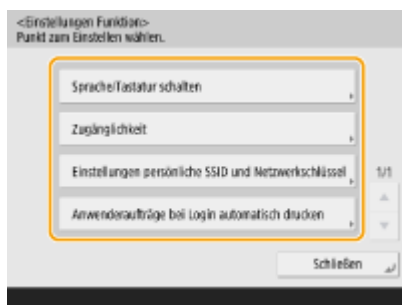 <Einstellungen Funktion>
Punkt zum Einstellen wählen.
Sprache/Tastatur schalten
Zugänglichkeit
Einstellungen persönliche SSID und Netzwerkschlüssel
1/1
Anwenderaufträge bei Login automatisch drucken
Schließen